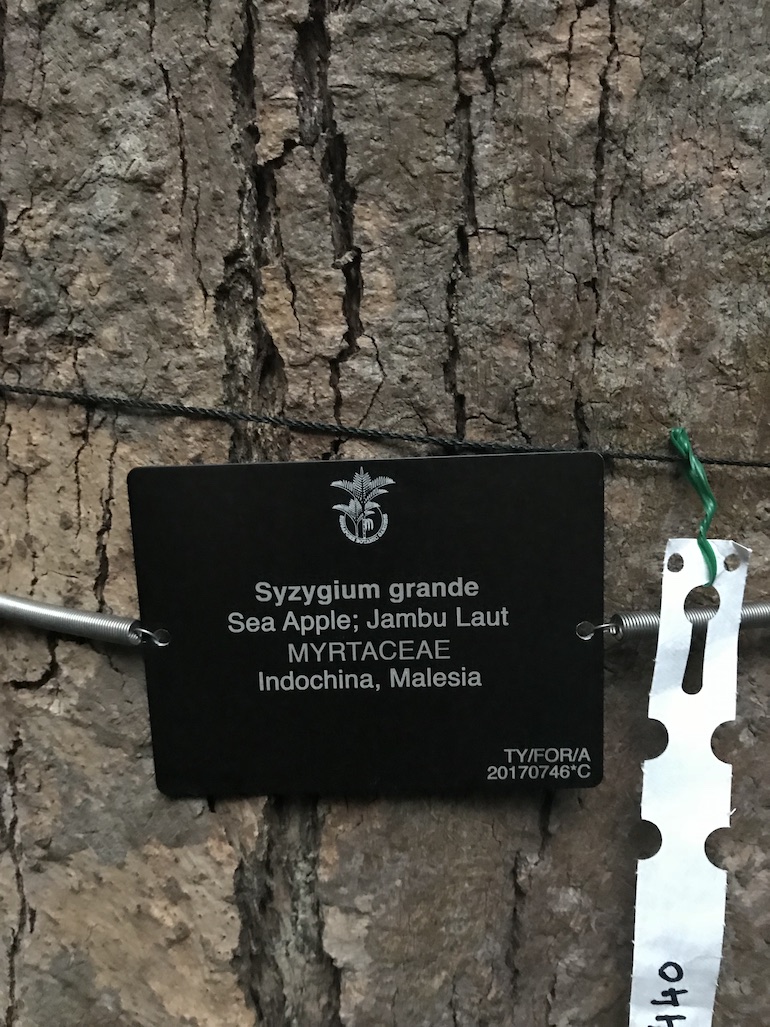 Syzygium grande
Sea Apple; Jambu Laut
MYRTACEAE
Indochina, Malesia
TY/FOR/A
20170746*C